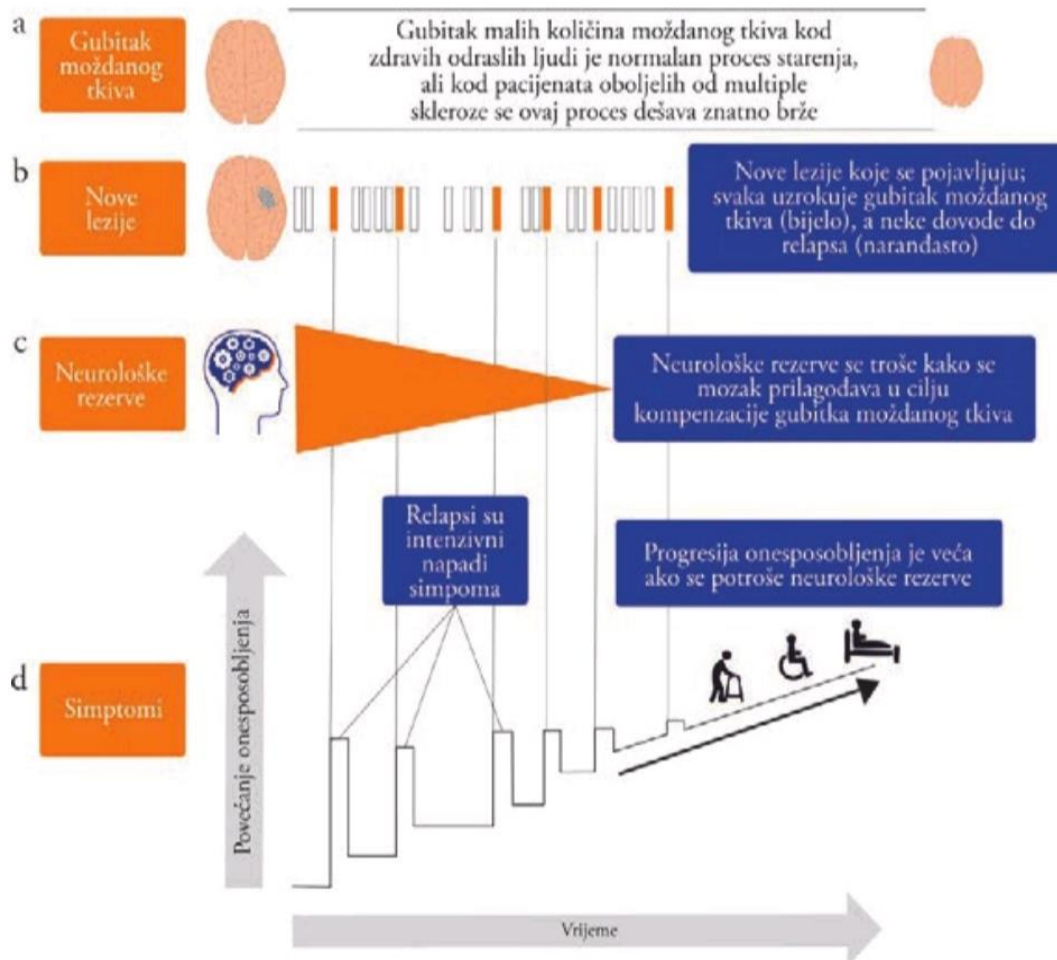 a
Gubitak
moždanog
tkiva
Gubitak malih količina moždanog tkiva kod
zdravih odraslih ljudi je normalan proces starenja,
ali kod pacijenata oboljelih od multiple
skleroze se ovaj proces dešava znatno brže
b
Nove
lezije
Nove lezije koje se pojavljuju;
svaka uzrokuje gubitak moždanog
tkiva (bijelo), a neke dovode do
relapsa (narandasto)
c
Neurološke
rezerve
Neurološke rezerve se troše kako se
mozak prilagođava u cilju
kompenzacije gubitka moždanog tkiva
Relapsi su
intenzivni
napadi
simpoma
Progresija onesposobljenja je veća
ako se potroše neurološke rezerve
d
Simptomi
Povećanje onesposobljenja
Vrijeme